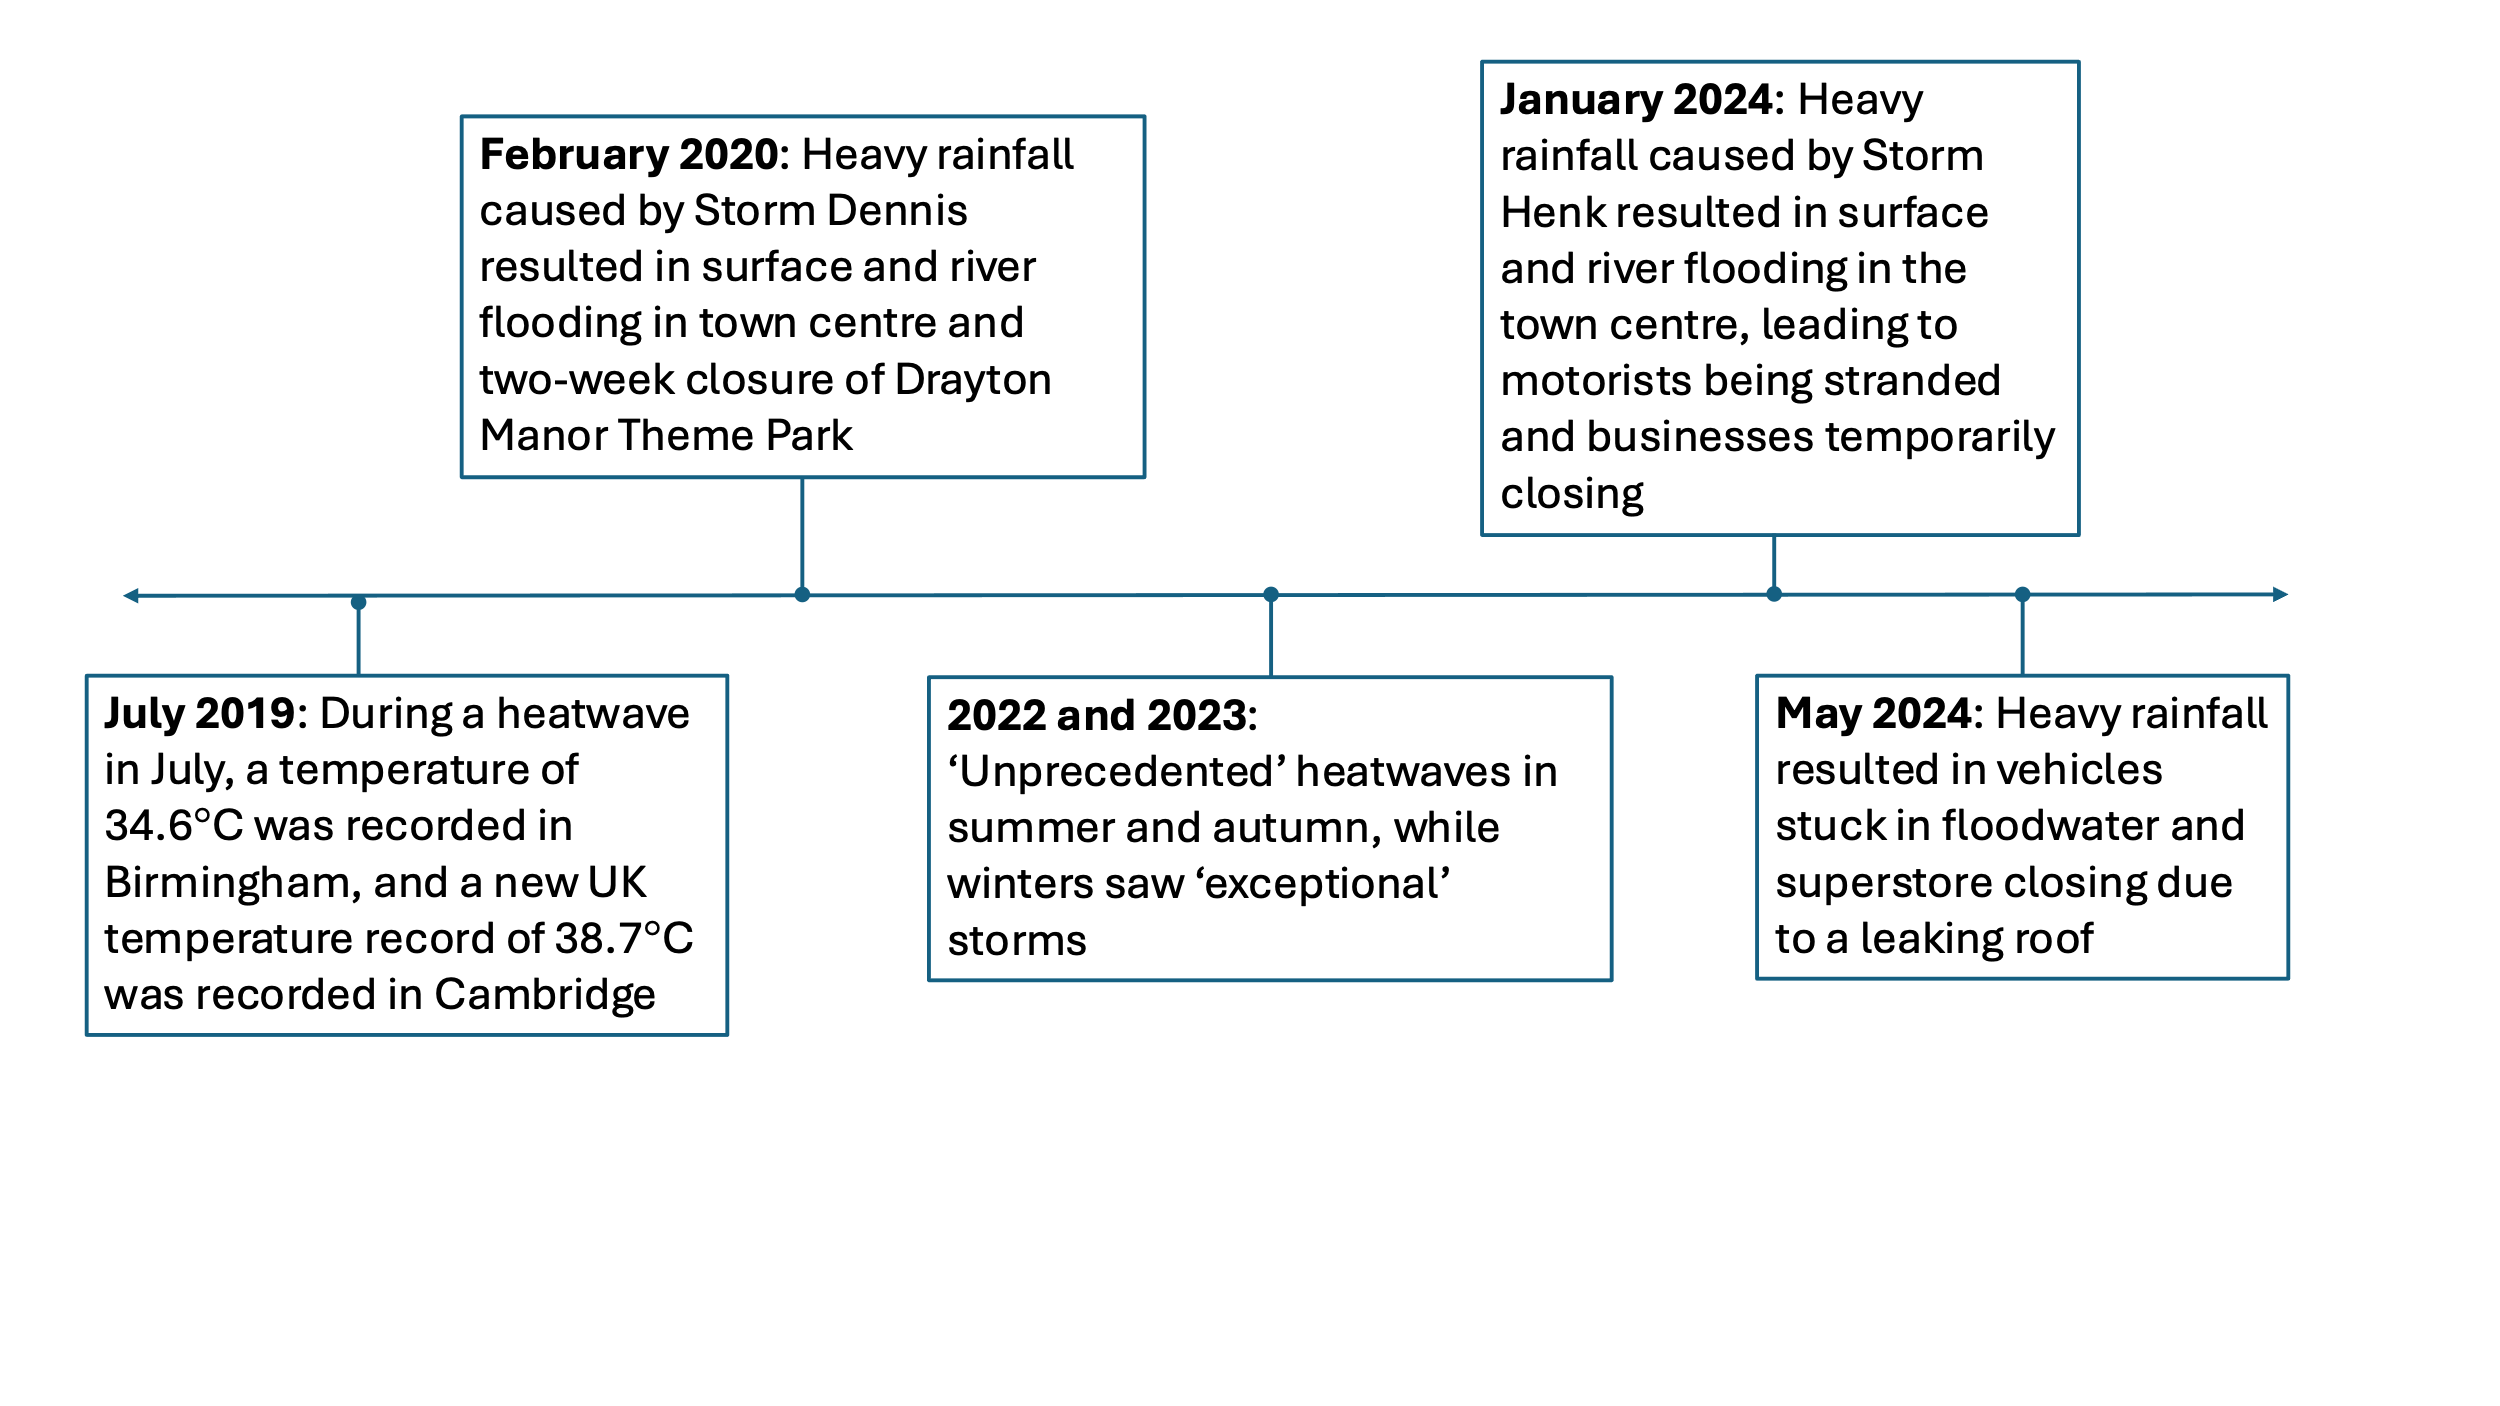 February 2020: Heavy rainfall
caused by Storm Dennis
resulted in surface and river
flooding in town centre and
two-week closure of Drayton
Manor Theme Park
January 2024: Heavy
rainfall caused by Storm
Henk resulted in surface
and river flooding in the
town centre, leading to
motorists being stranded
and businesses temporarily
closing
July 2019: During a heatwave
in July, a temperature of
34.6°C was recorded in
Birmingham, and a new UK
temperature record of 38.7°C
was recorded in Cambridge
2022 and 2023:
‘Unprecedented’ heatwaves in
summer and autumn, while
winters saw ‘exceptional’
storms
May 2024: Heavy rainfall
resulted in vehicles
stuck in floodwater and
superstore closing due
to a leaking roof